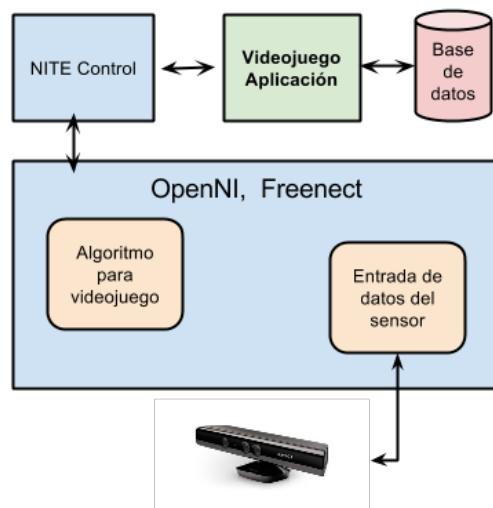 NITE Control
Videojuego
Aplicación
Base
de
datos
OpenNI, Freenect
Algoritmo
para
videojuego
Entrada de
datos del
sensor